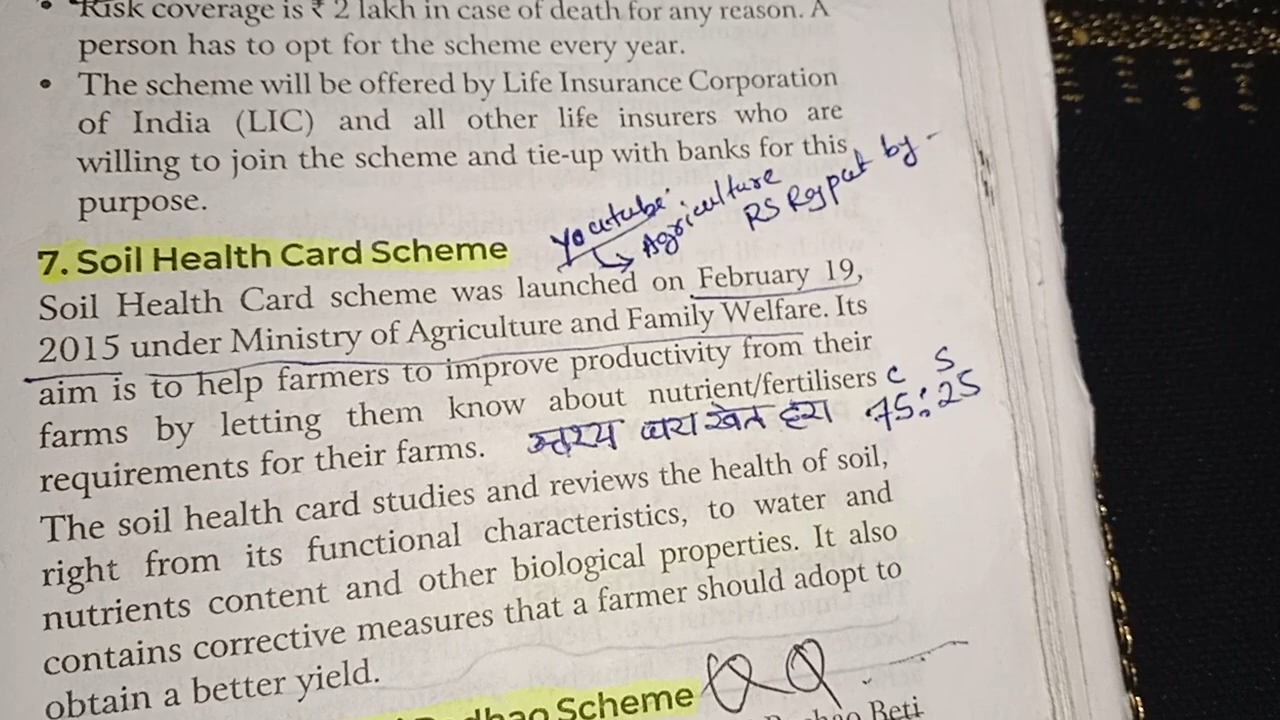 • Risk coverage is ₹ 2 lakh in case of death for any reason. A
person has to opt for the scheme every year.
• The scheme will be offered by Life Insurance Corporation
of India (LIC) and all other life insurers who are
willing to join the scheme and tie-up with banks for this
purpose.
Youtube
Agriculture
by -
RS
7. Soil Health Card Scheme
Soil Health Card scheme was launched on February 19,
2015 under Ministry of Agriculture and Family Welfare. Its
aim is to help farmers to improve productivity from their
farms by letting them know about nutrient/fertilisers
requirements for their farms.
C S
75:25
खेत हरा
The soil health card studies and reviews the health of soil,
right from its functional characteristics, to water and
nutrients content and other biological properties. It also
contains corrective measures that a farmer should adopt to
obtain a better yield.
Scheme
Beti